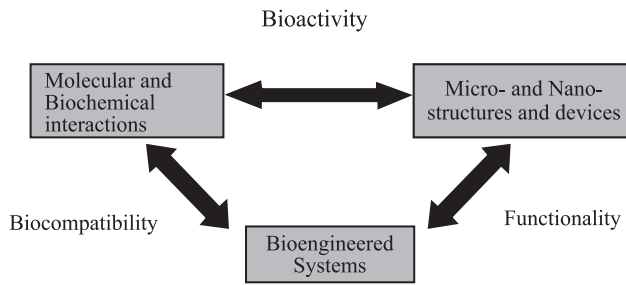 Bioactivity
Molecular and
Biochemical
interactions
Micro- and Nano-
structures and devices
Biocompatibility
Functionality
Bioengineered
Systems